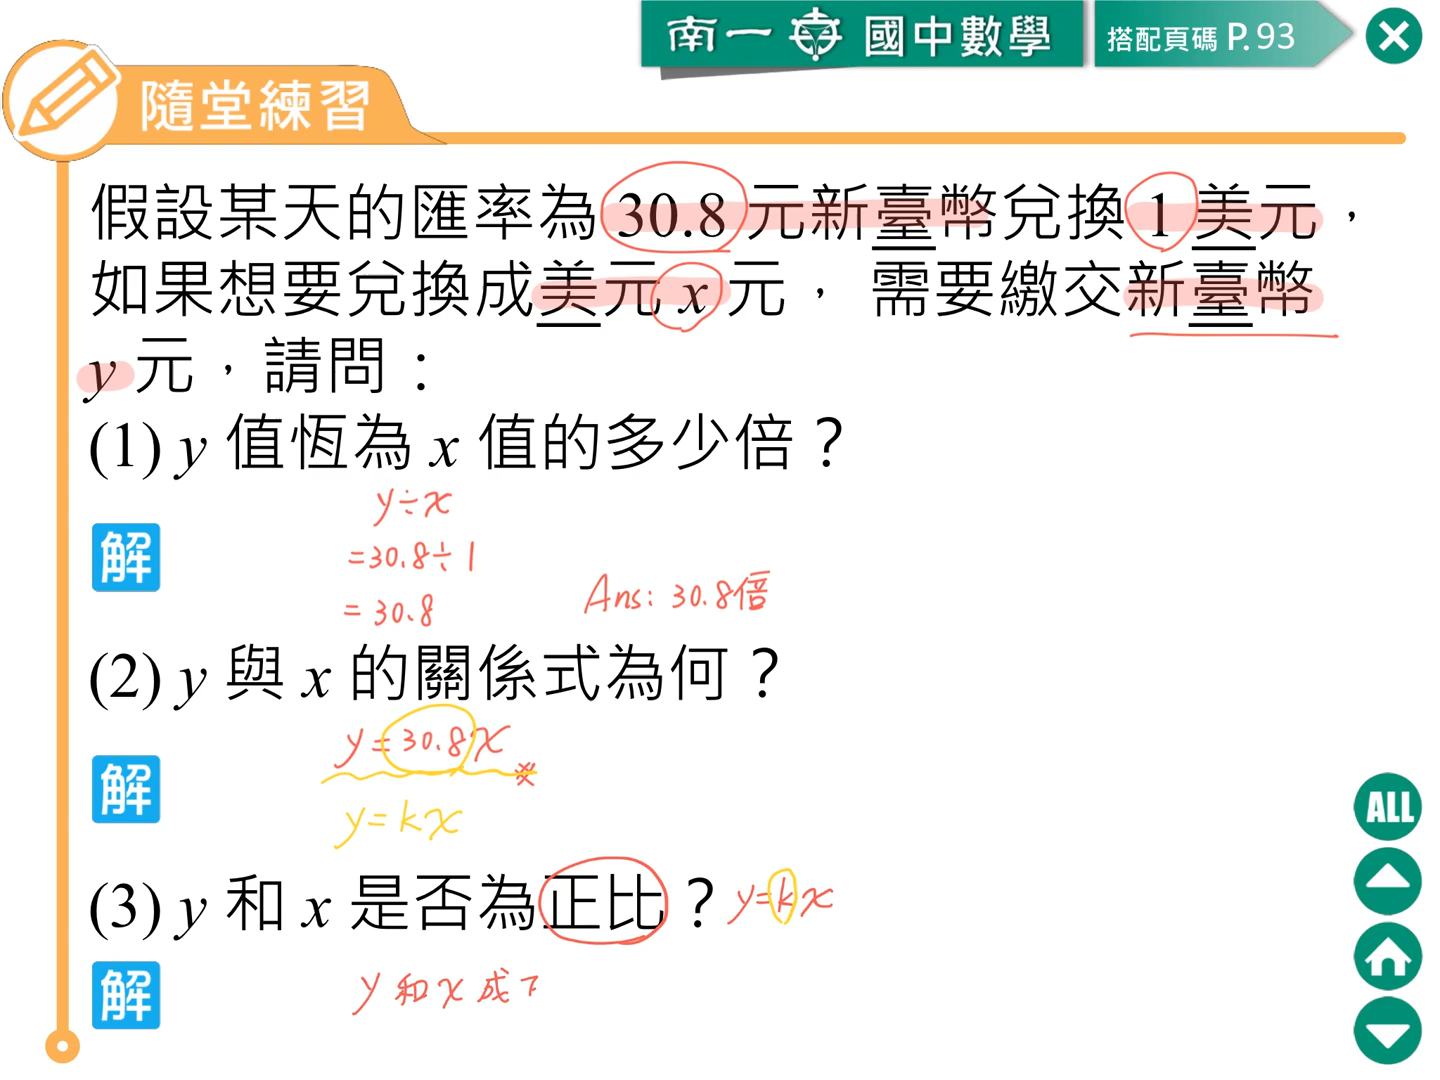 南一 國中數學 搭配頁碼 P. 93
隨堂練習
假設某天的匯率為 30.8 元新臺幣兌換 1 美元，
如果想要兌換成美元 x 元， 需要繳交新臺幣
y 元，請問：
(1) y 值恆為 x 值的多少倍？
y÷x
解 =30.8÷1
=30.8 Ans: 30.8倍
(2) y 與 x 的關係式為何？
y=30.8x
解
y=kx
(3) y 和 x 是否為正比？ y=kx
解 y和x成
ALL